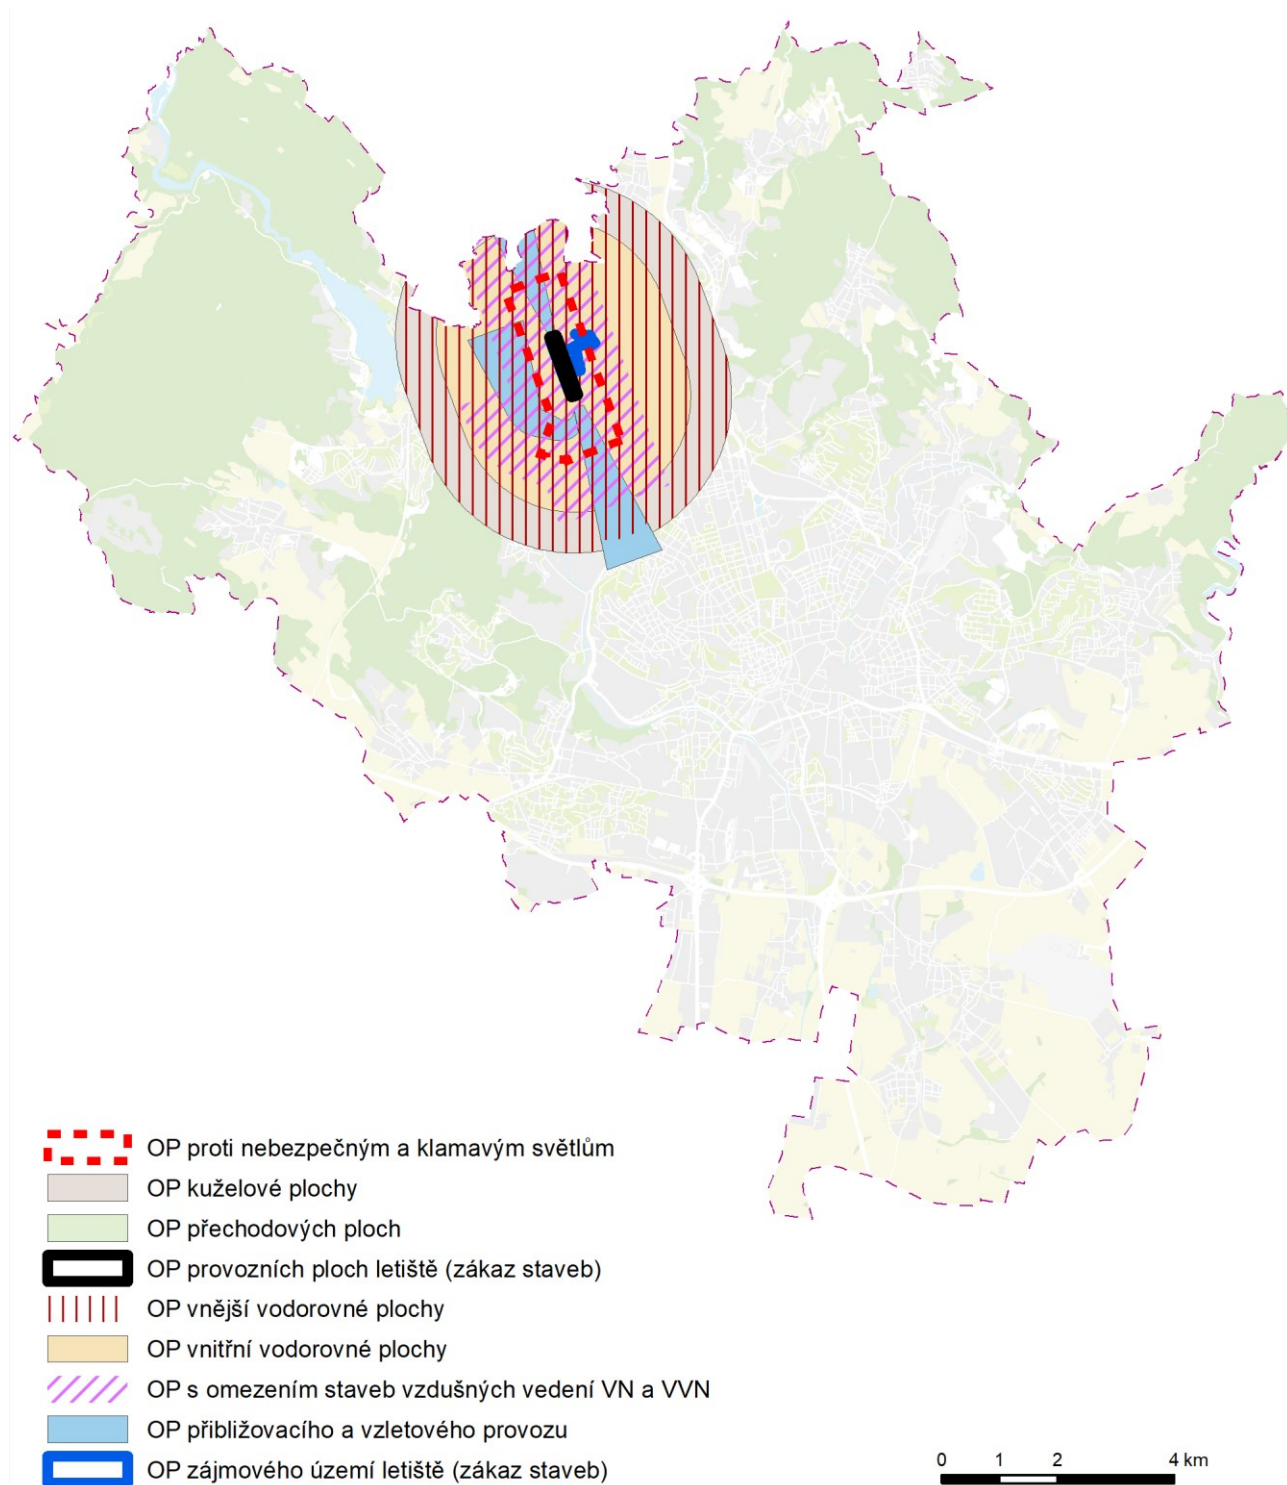 OP proti nebezpečným a klamavým světlům
OP kuželové plochy
OP přechodových ploch
OP provozních ploch letiště (zákaz staveb)
OP vnější vodorovné plochy
OP vnitřní vodorovné plochy
OP s omezením staveb vzdušných vedení VN a VVN
OP přibližovacího a vzletového provozu
OP zájmového území letiště (zákaz staveb)
0 1 2 4 km